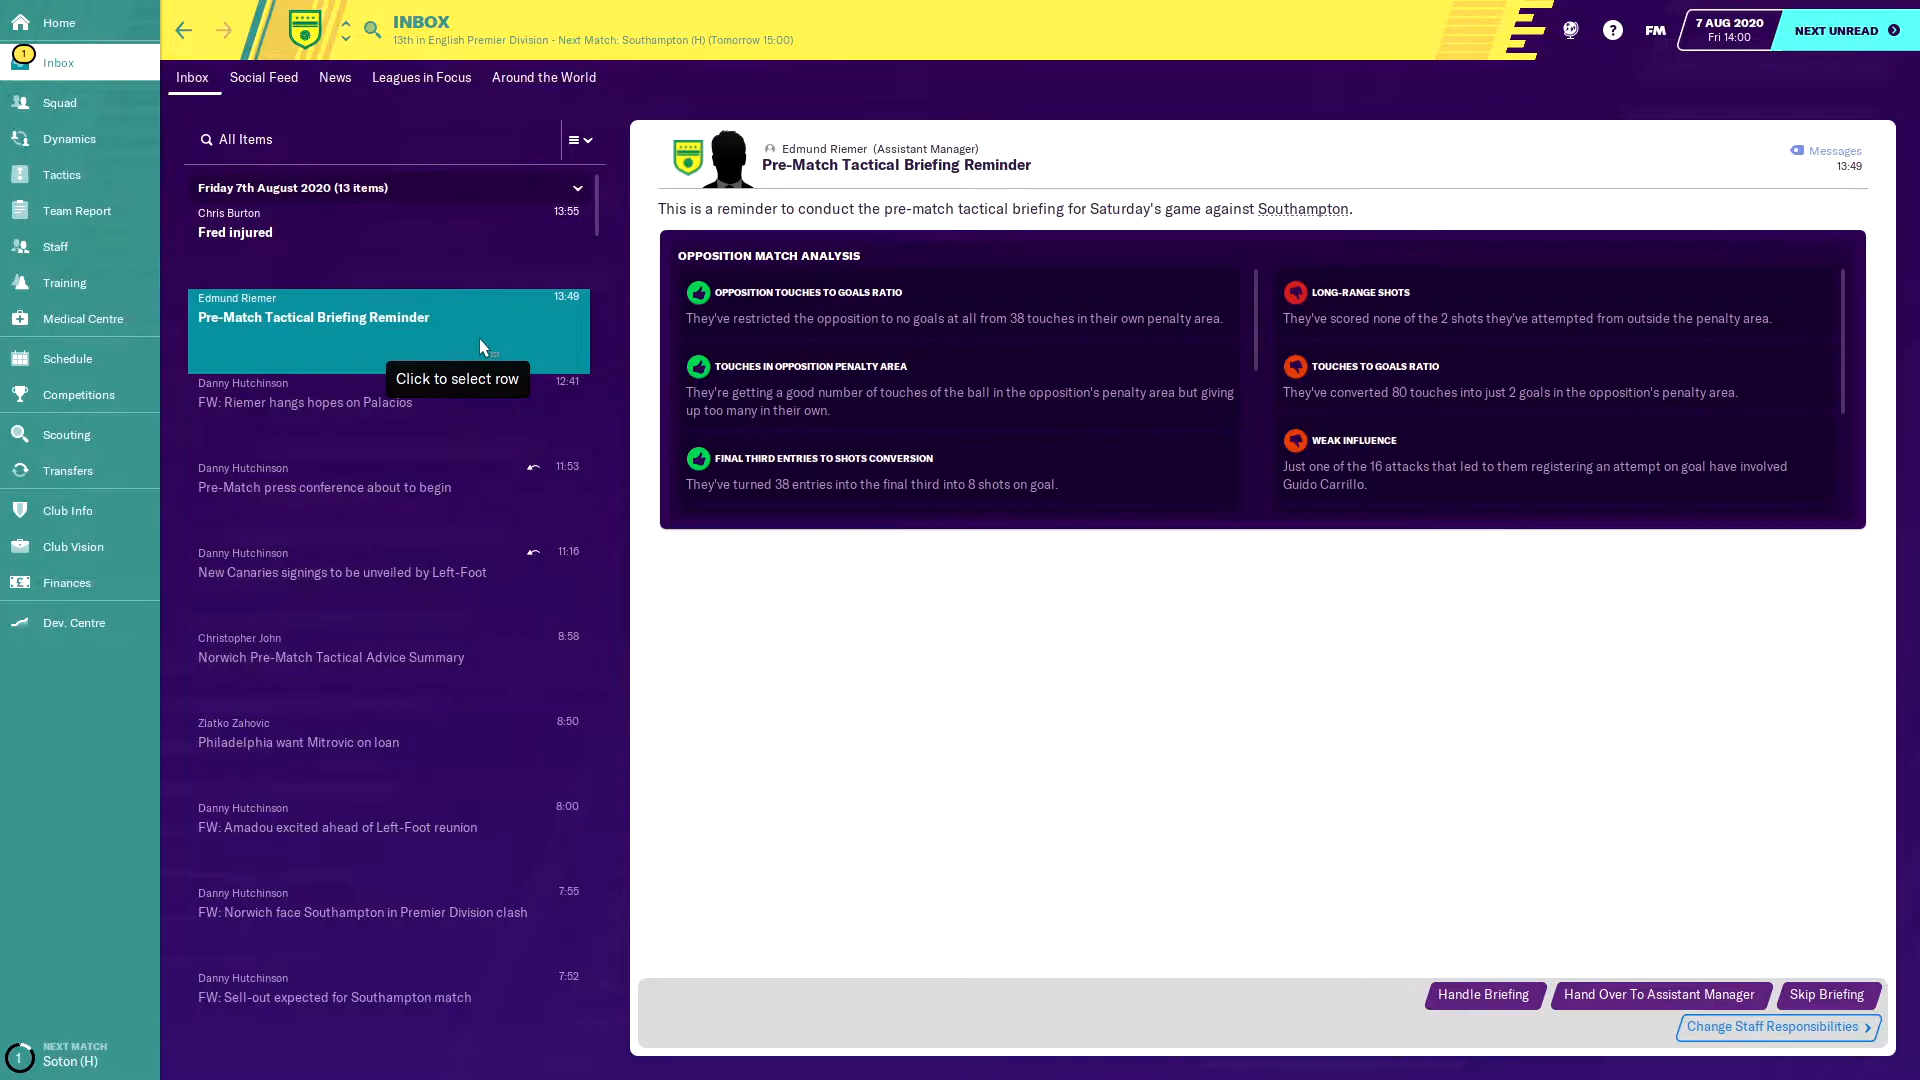 Home
INBOX
13th in English Premier Division - Next Match: Southampton (H) (Tomorrow 15:00)
?
FM
7 AUG 2020
Fri 14:00
NEXT UNREAD
1
Inbox
Squad
Dynamics
Tactics
Team Report
Staff
Training
Medical Centre
Schedule
Competitions
Scouting
Transfers
Club Info
Club Vision
Finances
Dev. Centre
1
NEXT MATCH
Soton (H)
Inbox
Social Feed
News
Leagues in Focus
Around the World
All Items
Friday 7th August 2020 (13 items)
Chris Burton 13:55
Fred injured
Edmund Riemer 13:49
Pre-Match Tactical Briefing Reminder
Click to select row
Danny Hutchinson 12:41
FW: Riemer hangs hopes on Palacios
Danny Hutchinson 11:53
Pre-Match press conference about to begin
Danny Hutchinson 11:16
New Canaries signings to be unveiled by Left-Foot
Christopher John 8:58
Norwich Pre-Match Tactical Advice Summary
Zlatko Zahovic 8:50
Philadelphia want Mitrovic on loan
Danny Hutchinson 8:00
FW: Amadou excited ahead of Left-Foot reunion
Danny Hutchinson 7:55
FW: Norwich face Southampton in Premier Division clash
Danny Hutchinson 7:52
FW: Sell-out expected for Southampton match
Edmund Riemer (Assistant Manager)
Pre-Match Tactical Briefing Reminder
Messages
13:49
This is a reminder to conduct the pre-match tactical briefing for Saturday's game against Southampton.
OPPOSITION MATCH ANALYSIS
OPPOSITION TOUCHES TO GOALS RATIO
They've restricted the opposition to no goals at all from 38 touches in their own penalty area.
TOUCHES IN OPPOSITION PENALTY AREA
They're getting a good number of touches of the ball in the opposition's penalty area but giving
up too many in their own.
FINAL THIRD ENTRIES TO SHOTS CONVERSION
They've turned 38 entries into the final third into 8 shots on goal.
LONG-RANGE SHOTS
They've scored none of the 2 shots they've attempted from outside the penalty area.
TOUCHES TO GOALS RATIO
They've converted 80 touches into just 2 goals in the opposition's penalty area.
WEAK INFLUENCE
Just one of the 16 attacks that led to them registering an attempt on goal have involved
Guido Carrillo.
Handle Briefing
Hand Over To Assistant Manager
Skip Briefing
Change Staff Responsibilities